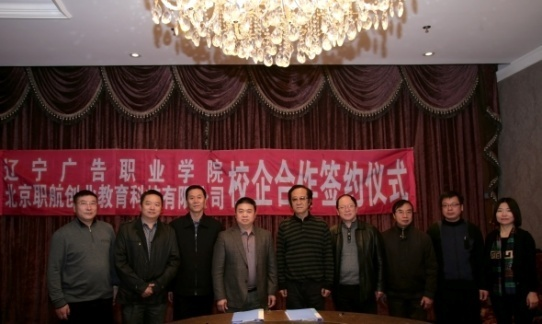 辽宁广告职业学院
北京职航创业教育科技有限公司
校企合作签约仪式